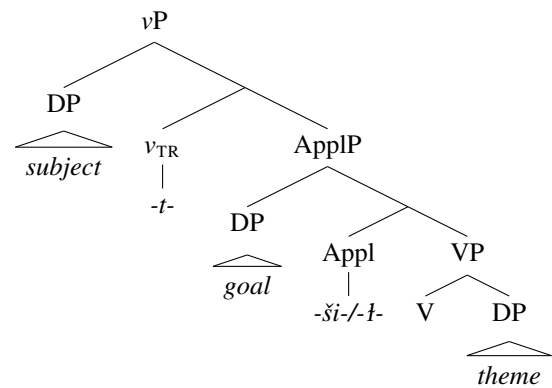 vP
DP
subject
vTR
-t-
ApplP
DP
goal
Appl
-ši-/-ł-
VP
V
DP
theme